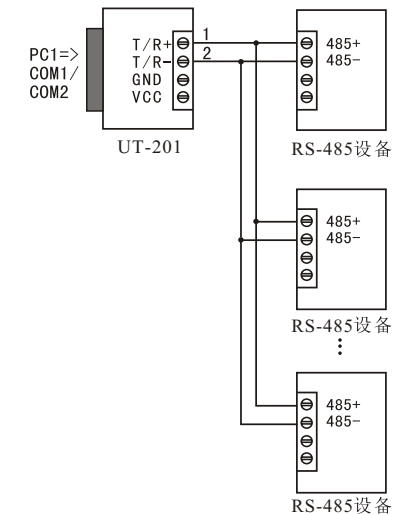 PC1=>
COM1/
COM2
T/R+
T/R-
GND
VCC
1
2
UT-201
485+
485-
RS-485设备
485+
485-
RS-485设备
485+
485-
RS-485设备